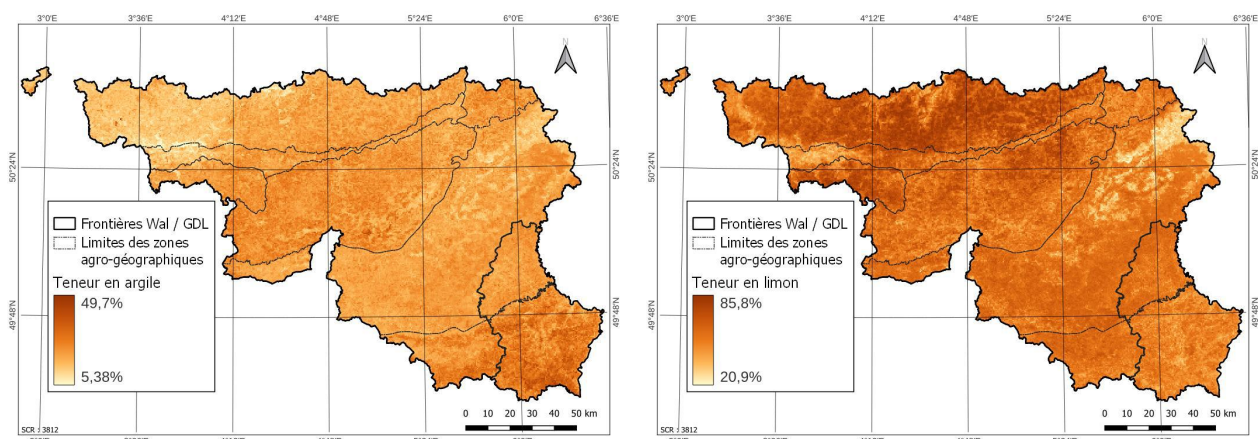 3°0'E 3°36'E 4°12'E 4°48'E 5°24'E 6°0'E 6°36'E
N
50°24'N
50°24'N
Frontières Wal / GDL
Limites des zones
agro-géographiques
Teneur en argile
49,7%
5,38%
49°48'N
49°48'N
0 10 20 30 40 50 km
SCR : 3812
3°0'E 3°36'E 4°12'E 4°48'E 5°24'E 6°0'E 6°36'E
N
50°24'N
50°24'N
Frontières Wal / GDL
Limites des zones
agro-géographiques
Teneur en limon
85,8%
20,9%
49°48'N
49°48'N
0 10 20 30 40 50 km
SCR : 3812